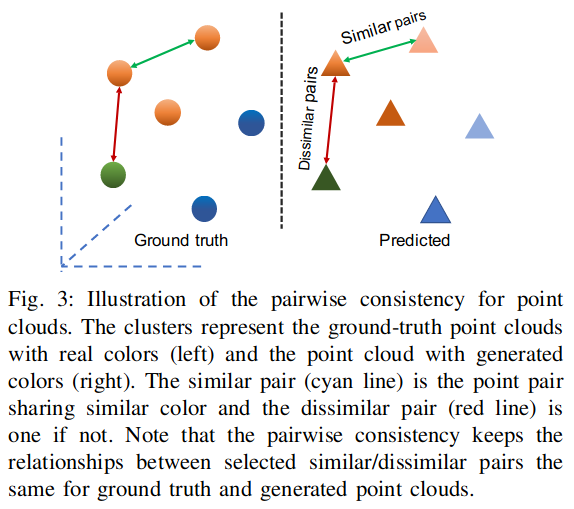 Similar pairs
Dissimilar pairs
Ground truth
Predicted
Fig. 3: Illustration of the pairwise consistency for point
clouds. The clusters represent the ground-truth point clouds
with real colors (left) and the point cloud with generated
colors (right). The similar pair (cyan line) is the point pair
sharing similar color and the dissimilar pair (red line) is
one if not. Note that the pairwise consistency keeps the
relationships between selected similar/dissimilar pairs the
same for ground truth and generated point clouds.